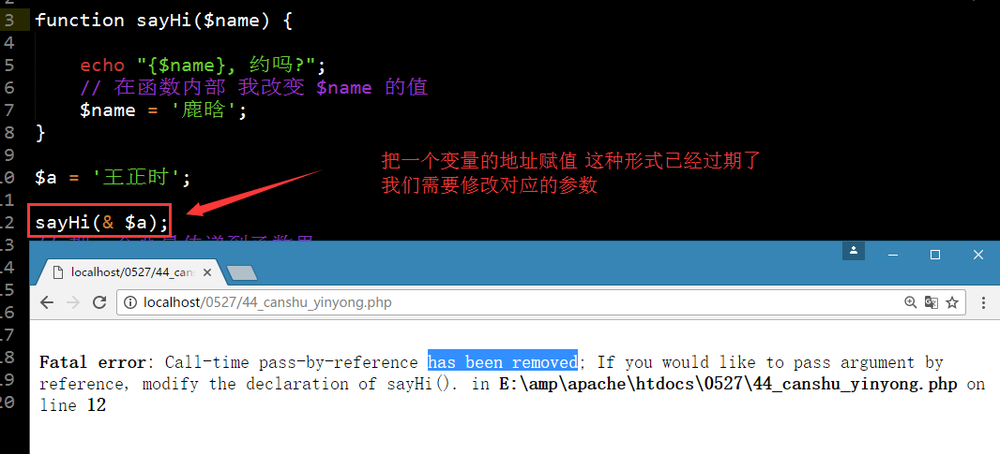 3 function sayHi($name) {
4
5 echo "{$name}, 约吗?";
6 // 在函数内部 我改变 $name 的值
7 $name = '鹿晗';
8 }
9
10 $a = '王正时';
11
12 sayHi(& $a);
13
14
15
16
17
18
19
20
把一个变量的地址赋值 这种形式已经过期了
我们需要修改对应的参数
localhost/0527/44_can
localhost/0527/44_canshu_yinyong.php
Fatal error: Call-time pass-by-reference has been removed; If you would like to pass argument by
reference, modify the declaration of sayHi(). in E:\amp\apache\htdocs\0527\44_canshu_yinyong.php on
line 12